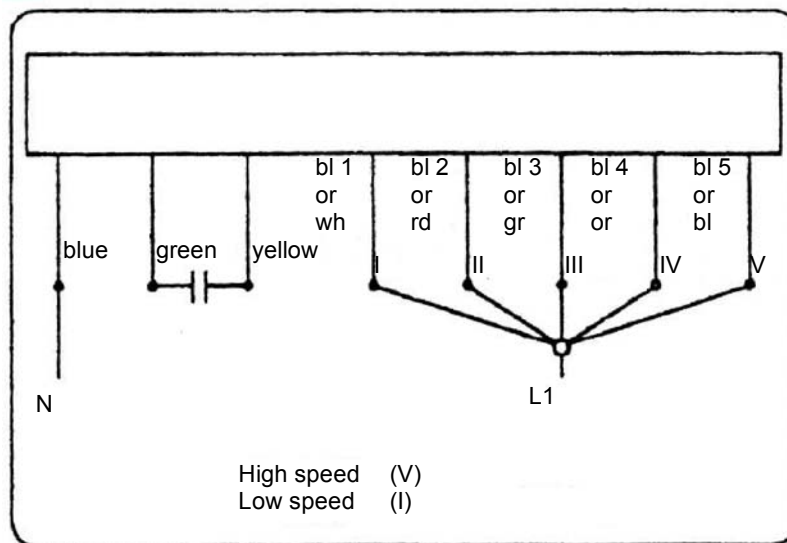 bl 1 or wh
bl 2 or rd
bl 3 or gr
bl 4 or or
bl 5 or bl
blue
green
yellow
I
II
III
IV
V
N
L1
High speed (V)
Low speed (I)